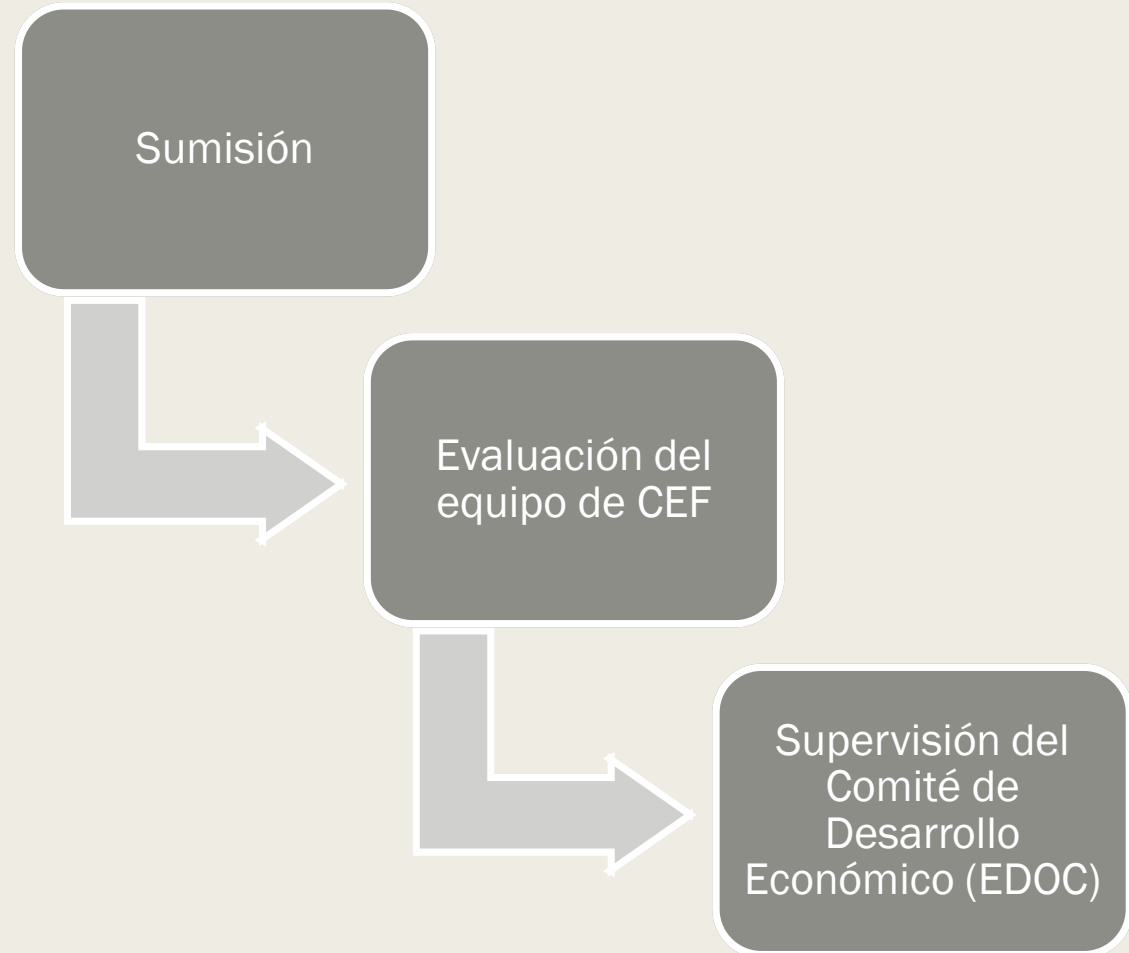 Sumisión
Evaluación del
equipo de CEF
Supervisión del
Comité de
Desarrollo
Económico (EDOC)